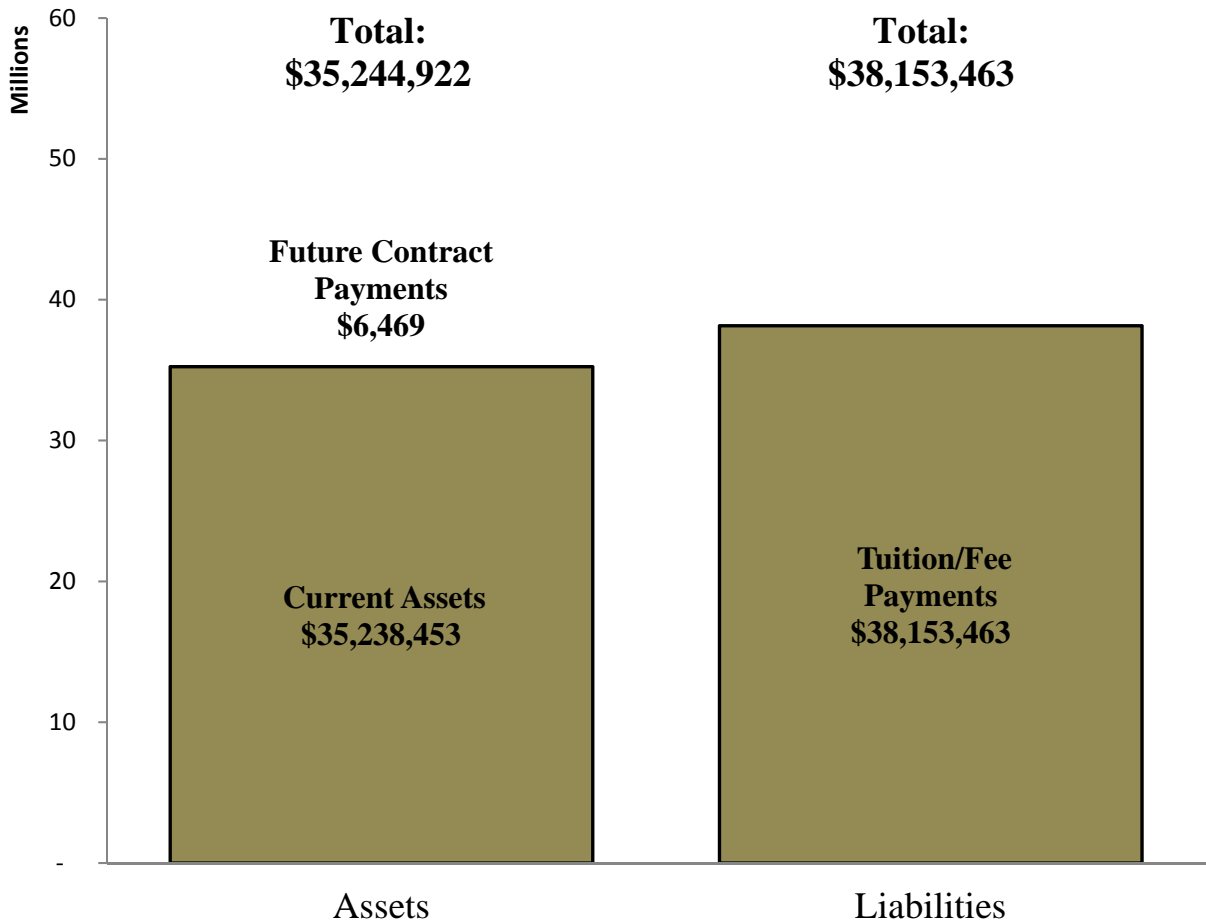 Millions
60
50
40
30
20
10
-
Total:
$35,244,922
Total:
$38,153,463
Future Contract
Payments
$6,469
Current Assets
$35,238,453
Tuition/Fee
Payments
$38,153,463
Assets
Liabilities